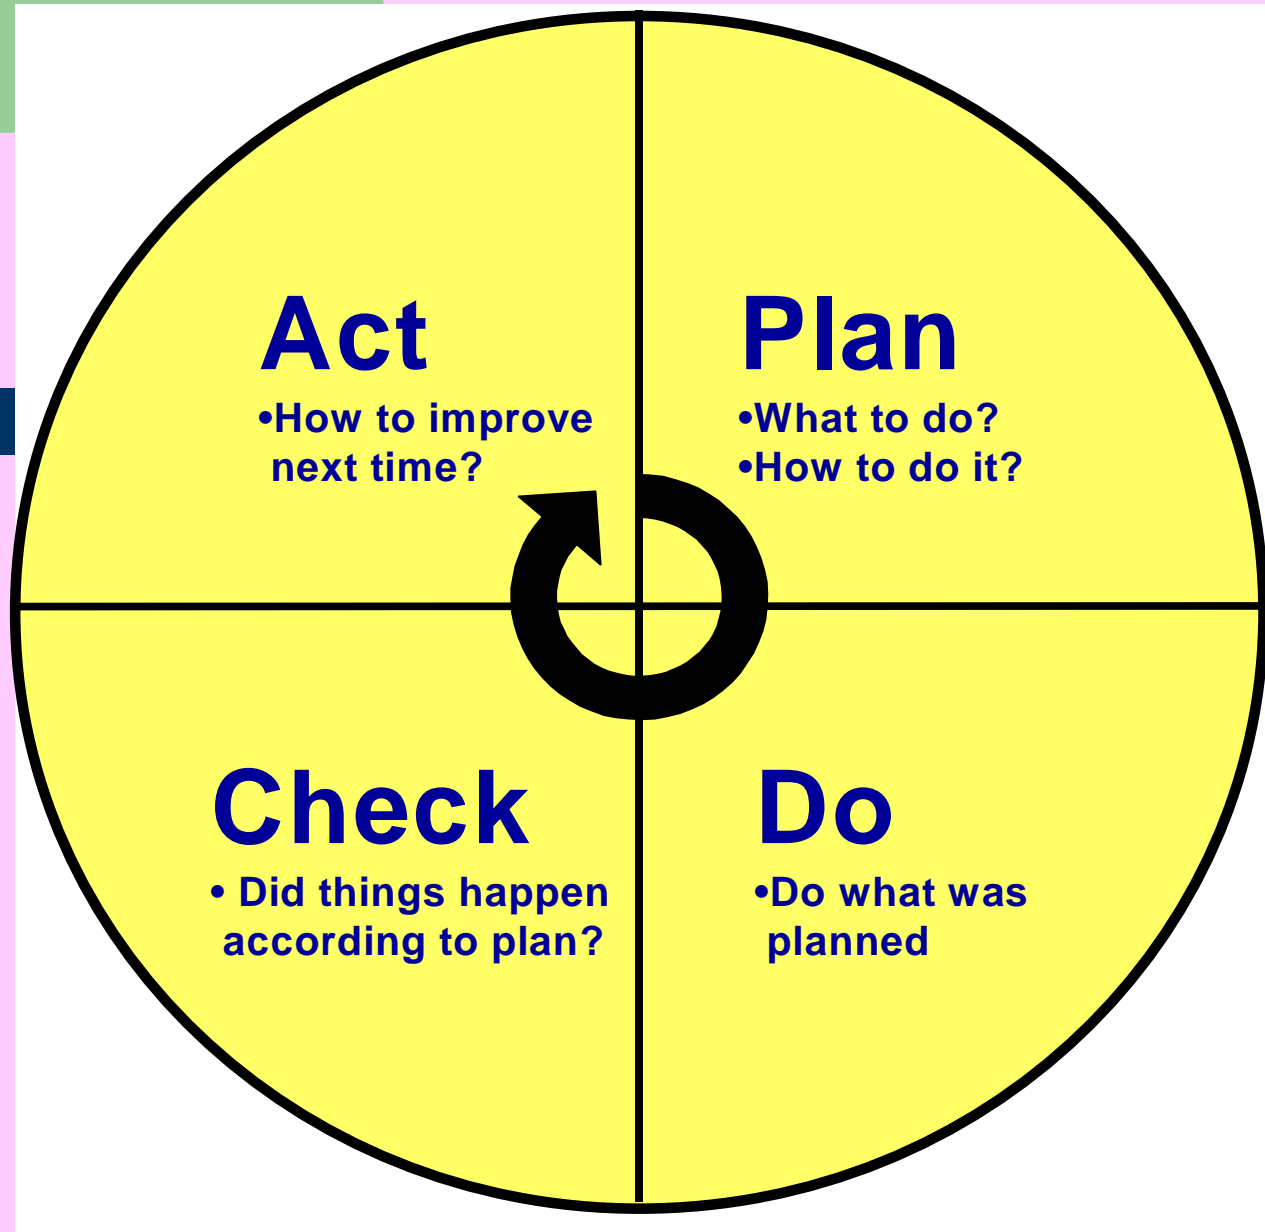 Act
•How to improve
next time?
Plan
•What to do?
•How to do it?
Check
• Did things happen
according to plan?
Do
•Do what was
planned